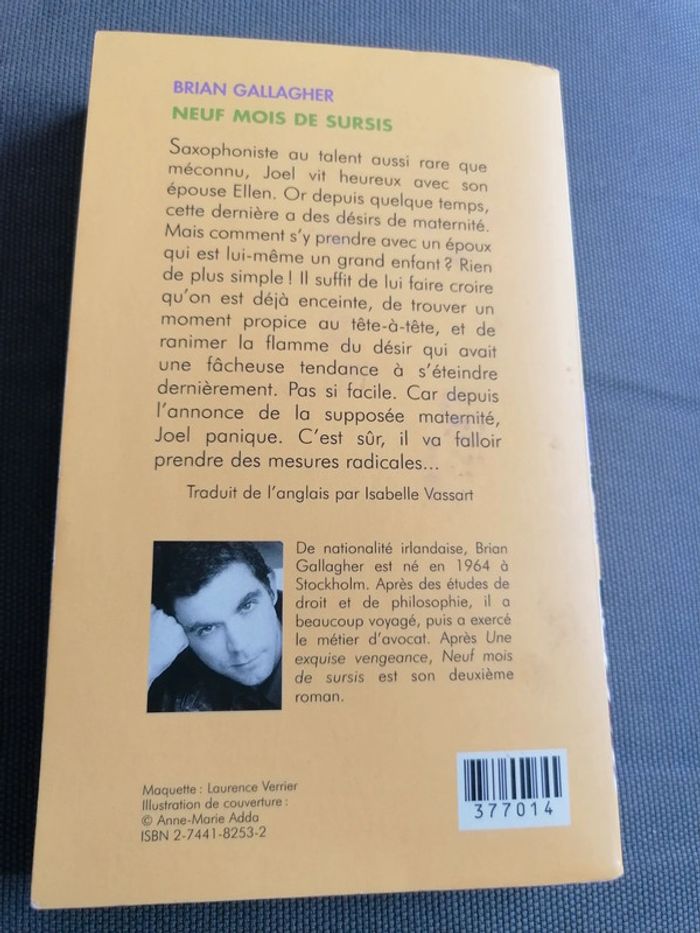 BRIAN GALLAGHER
NEUF MOIS DE SURSIS
Saxophoniste au talent aussi rare que
méconnu, Joel vit heureux avec son
épouse Ellen. Or depuis quelque temps,
cette dernière a des désirs de maternité.
Mais comment s'y prendre avec un époux
qui est lui-même un grand enfant ? Rien
de plus simple ! Il suffit de lui faire croire
qu'on est déjà enceinte, de trouver un
moment propice au tête-à-tête, et de
ranimer la flamme du désir qui avait
une fâcheuse tendance à s'éteindre
dernièrement. Pas si facile. Car depuis
l'annonce de la supposée maternité,
Joel panique. C'est sûr, il va falloir
prendre des mesures radicales...
Traduit de l'anglais par Isabelle Vassart
De nationalité irlandaise, Brian
Gallagher est né en 1964 à
Stockholm. Après des études de
droit et de philosophie, il a
beaucoup voyagé, puis a exercé
le métier d'avocat. Après Une
exquise vengeance, Neuf mois
de sursis est son deuxième
roman.
Maquette : Laurence Verrier
Illustration de couverture :
© Anne-Marie Adda
ISBN 2-7441-8253-2
377014